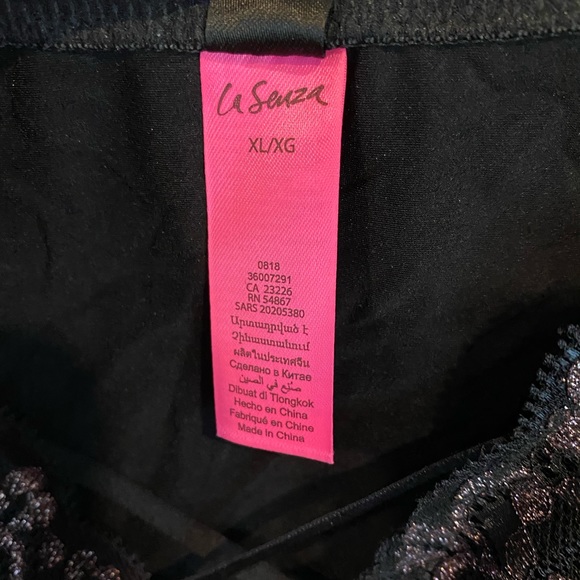 La Senza
XL/XG
0818
36007291
CA 23226
RN 54867
SARS 20205380
Արտադրված է
Չինաստանում
ผลิตในประเทศจีน
Сделано в Китае
صنع في الصين
Dibuat di Tiongkok
Hecho en China
Fabriqué en Chine
Made in China